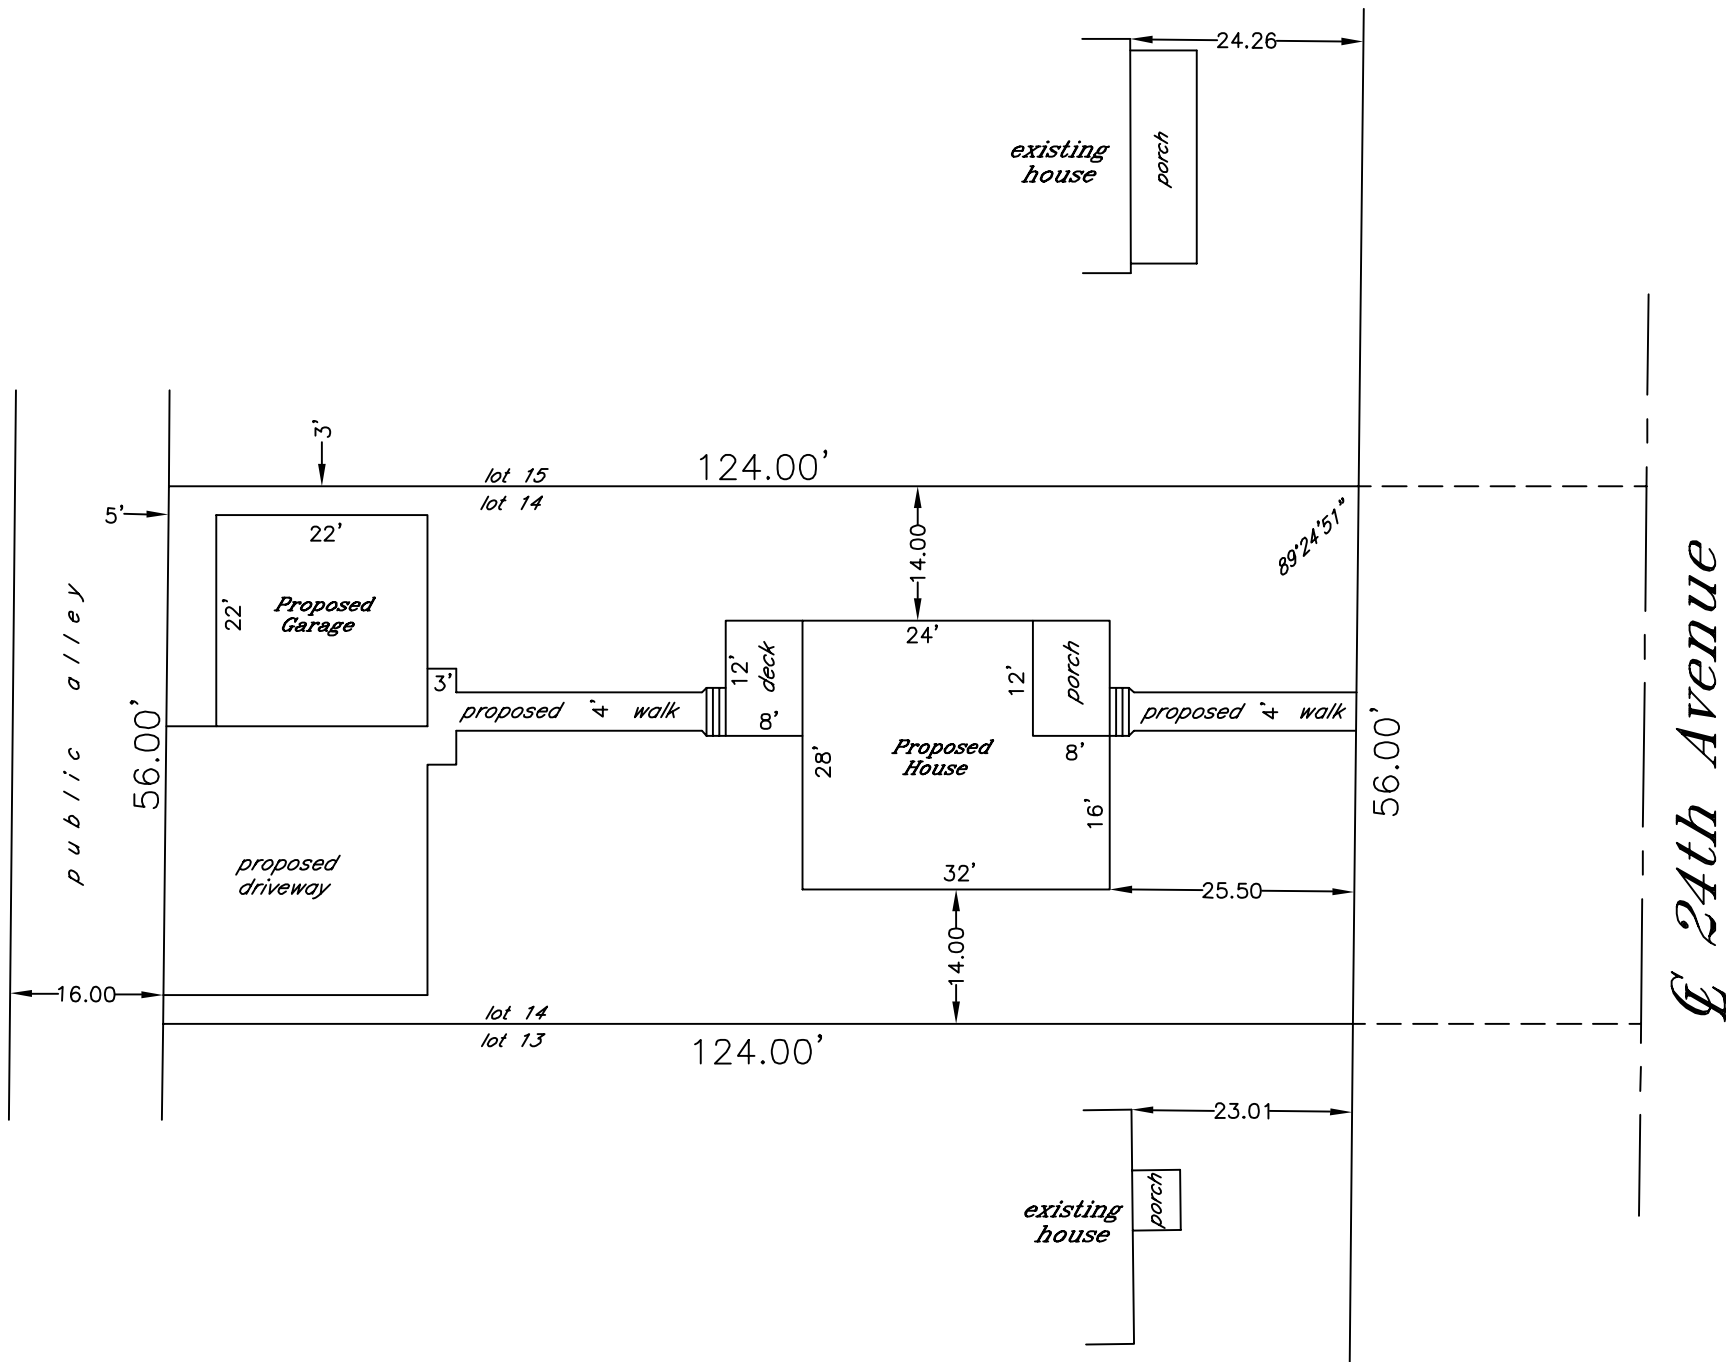 24.26
existing
house
porch
3'
124.00'
lot 15
lot 14
5'
22'
22'
Proposed
Garage
14.00
89°24'51"
24'
12'
deck
8'
12'
porch
8'
3'
proposed 4' walk
proposed 4' walk
public alley
56.00'
28'
Proposed
House
16'
56.00'
℄ 24th Avenue
proposed
driveway
32'
25.50
14.00
16.00
lot 14
lot 13
124.00'
23.01
porch
existing
house